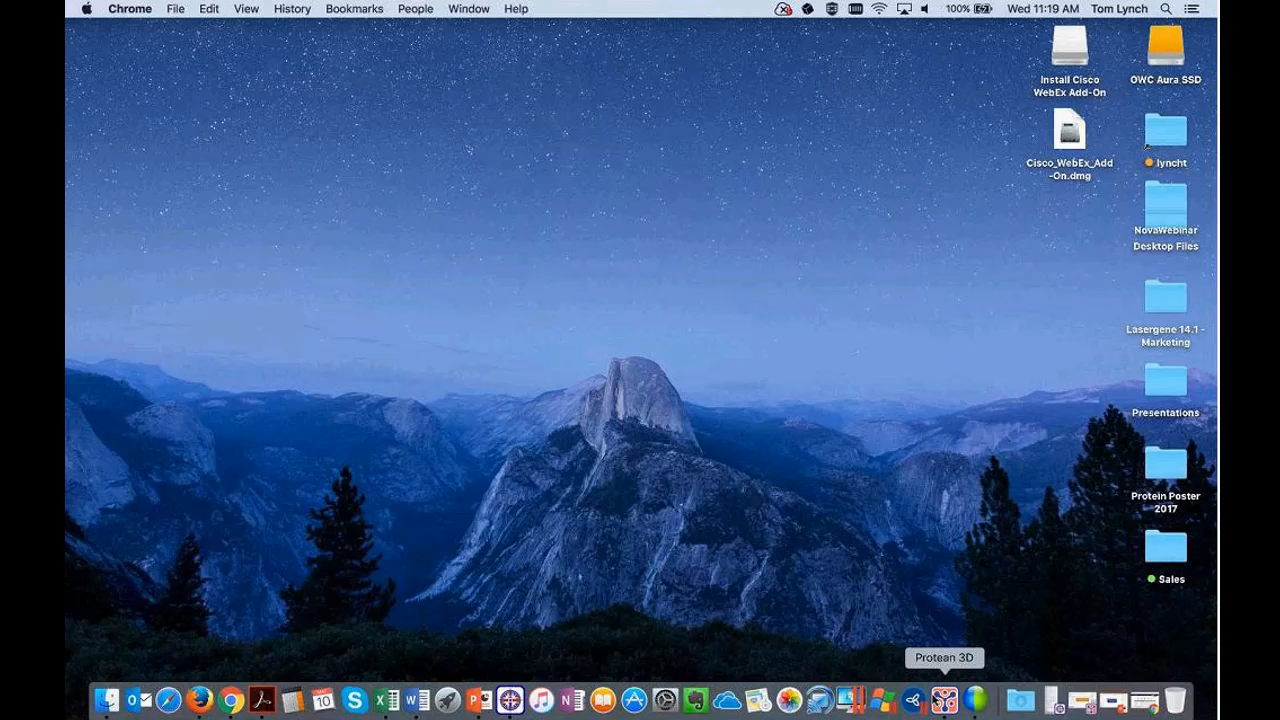 Chrome File Edit View History Bookmarks People Window Help 100% Wed 11:19 AM Tom Lynch
Install Cisco
WebEx Add-On
OWC Aura SSD
Cisco_WebEx_Add
-On.dmg
lyncht
NovaWebinar
Desktop Files
Lasergene 14.1 -
Marketing
Presentations
Protein Poster
2017
Sales
Protean 3D
10